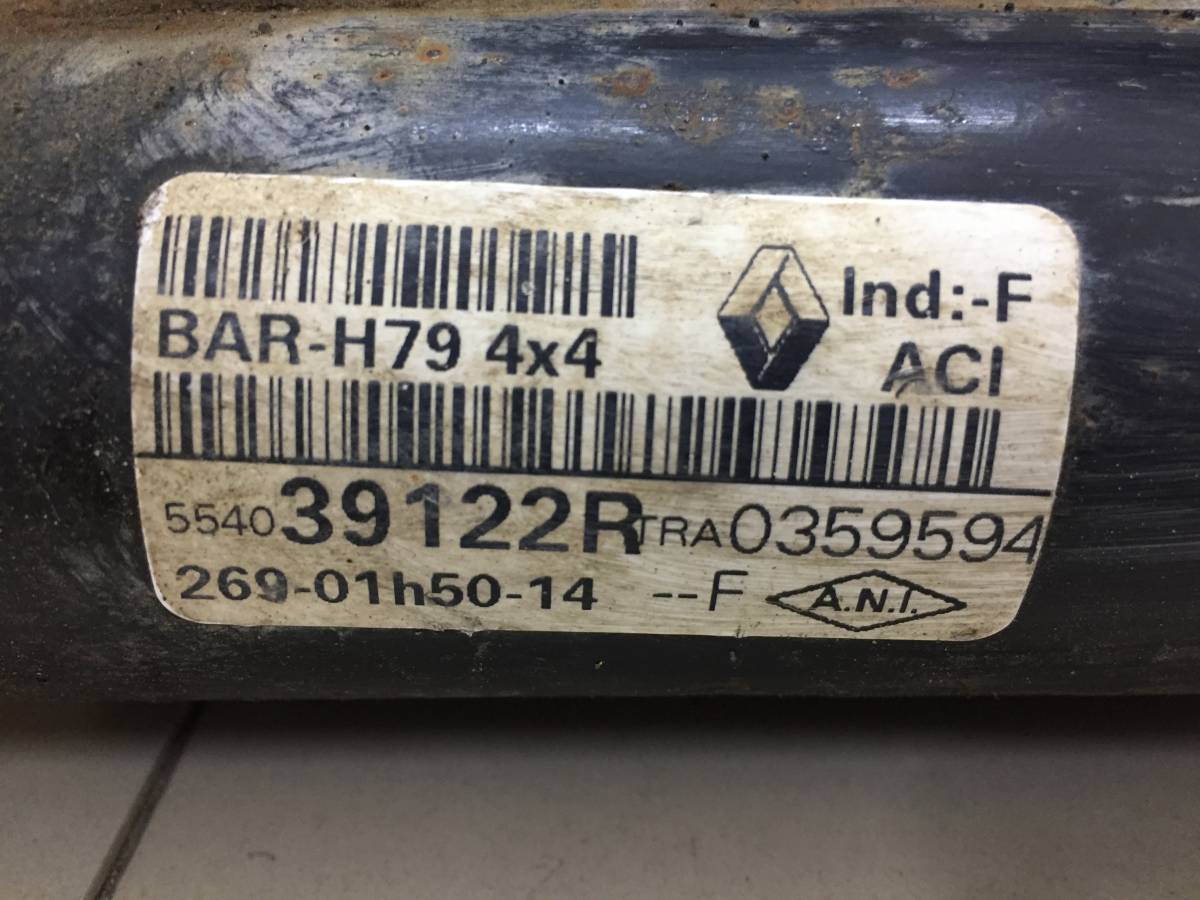 BAR-H79 4x4
Ind:-F
ACI
554039122R TRA0359594
269-01h50-14 --F A.N.I.